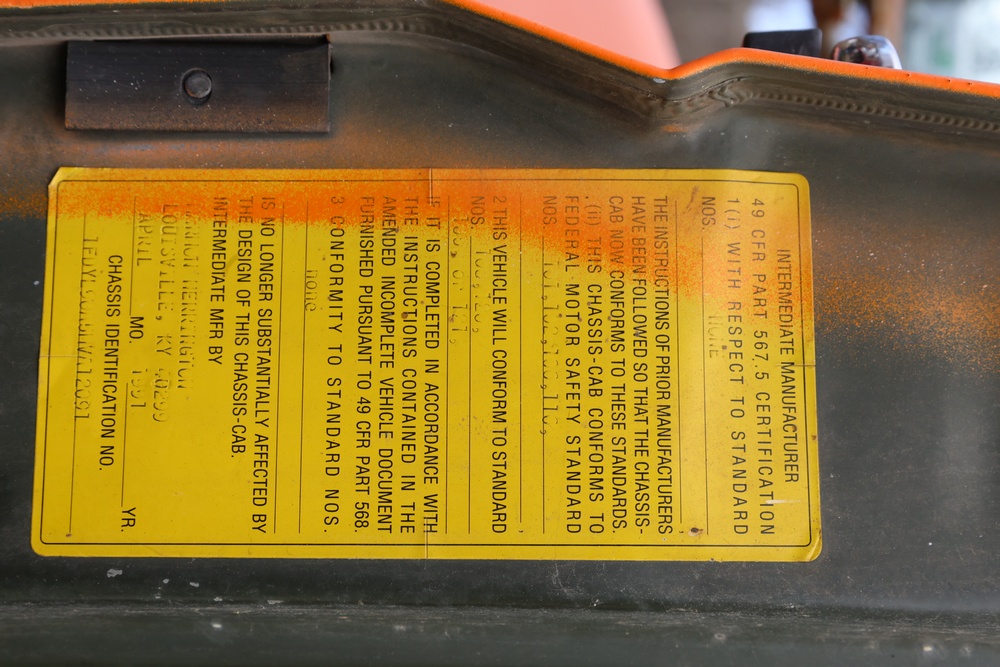 INTERMEDIATE MANUFACTURER
49 CFR PART 567.5 CERTIFICATION
1 (i) WITH RESPECT TO STANDARD
NOS. NONE
THE INSTRUCTIONS OF PRIOR MANUFACTURERS
HAVE BEEN FOLLOWED SO THAT THE CHASSIS-
CAB NOW CONFORMS TO THESE STANDARDS.
(ii) THIS CHASSIS-CAB CONFORMS TO
FEDERAL MOTOR SAFETY STANDARD
NOS.
2 THIS VEHICLE WILL CONFORM TO STANDARD
NOS.
IF IT IS COMPLETED IN ACCORDANCE WITH
THE INSTRUCTIONS CONTAINED IN THE
AMENDED INCOMPLETE VEHICLE DOCUMENT
FURNISHED PURSUANT TO 49 CFR PART 568.
3 CONFORMITY TO STANDARD NOS.
none
IS NO LONGER SUBSTANTIALLY AFFECTED BY
THE DESIGN OF THIS CHASSIS-CAB.
INTERMEDIATE MFR BY
LOUISVILLE, KY 40299
APRIL MO. 1991 YR.
CHASSIS IDENTIFICATION NO.